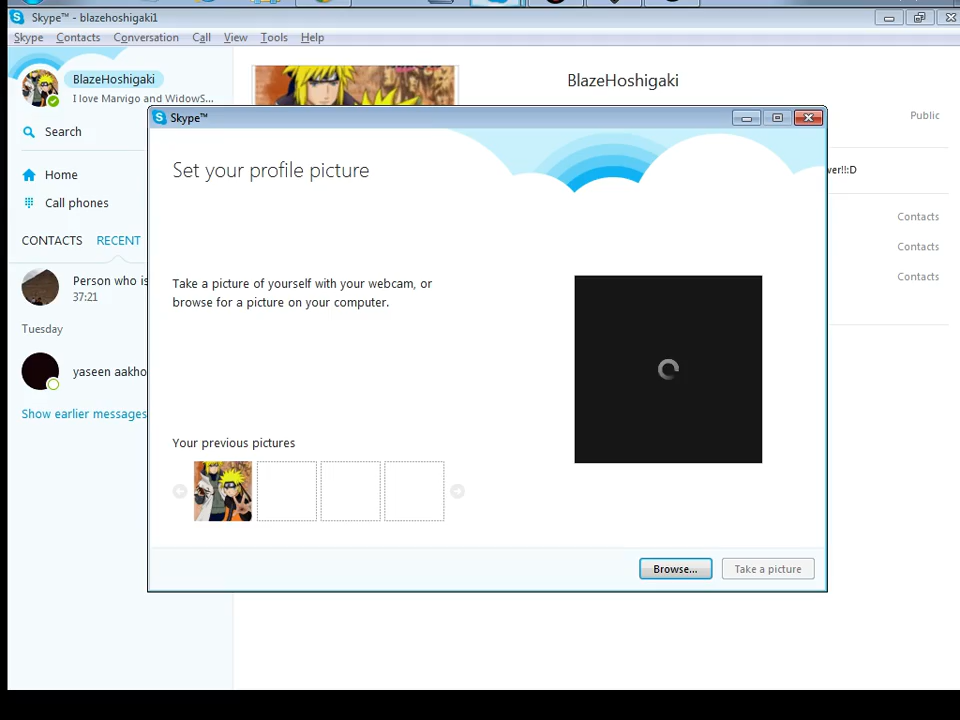 Skype™ - blazehoshigaki1
Skype Contacts Conversation Call View Tools Help
BlazeHoshigaki
I love Marvigo and WidowS...
Search
Home
Call phones
CONTACTS RECENT
Person who is
37:21
Tuesday
yaseen aakho
Show earlier messages
BlazeHoshigaki
Public
Contacts
Contacts
Contacts
Skype™
Set your profile picture
Take a picture of yourself with your webcam, or
browse for a picture on your computer.
Your previous pictures
Browse...
Take a picture